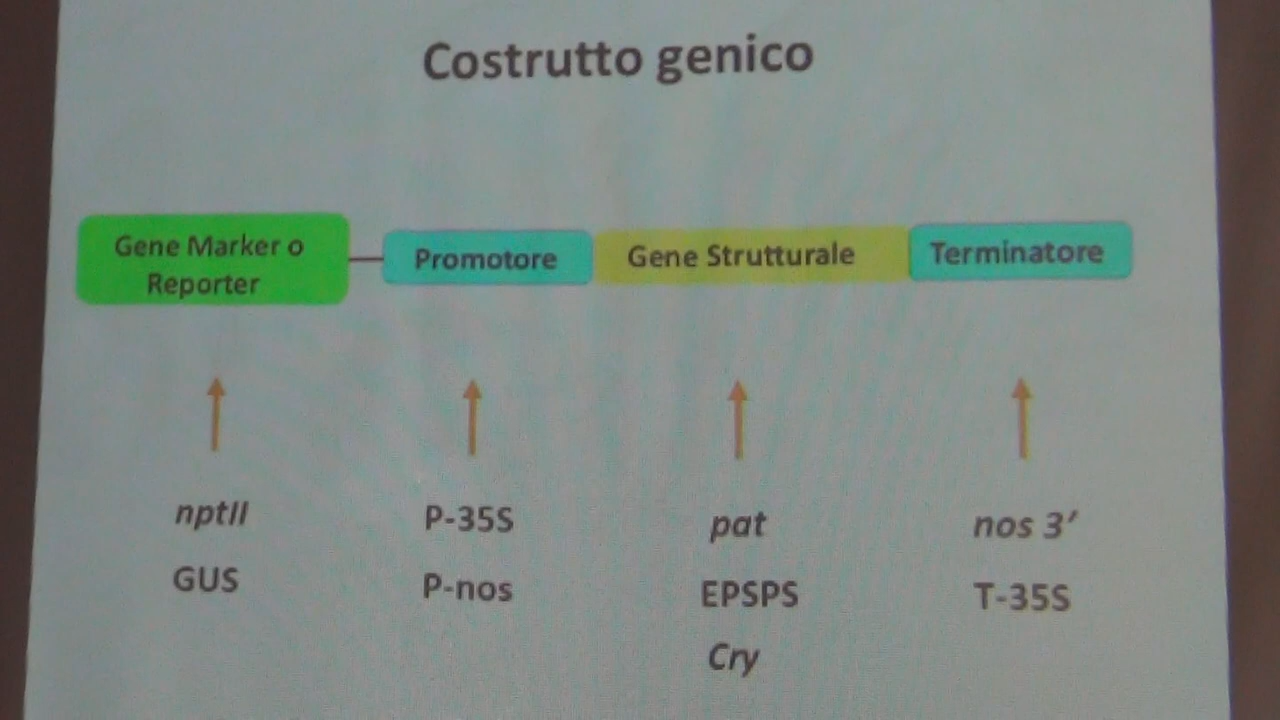 Costrutto genico
Gene Marker o
Reporter
Promotore
Gene Strutturale
Terminatore
nptII
GUS
P-35S
P-nos
pat
EPSPS
Cry
nos 3’
T-35S